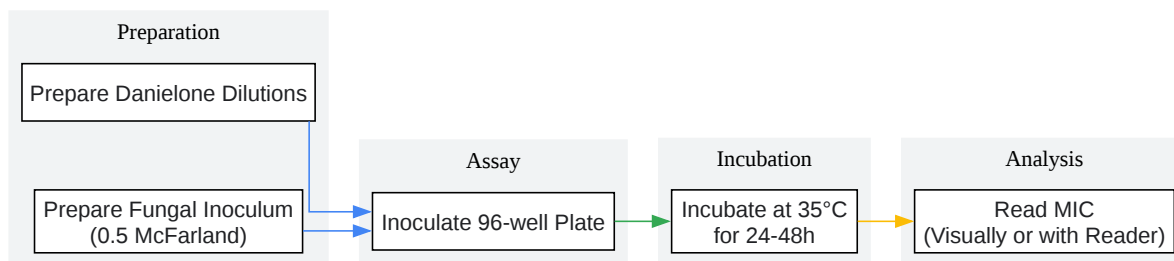 Preparation
Prepare Danielone Dilutions
Prepare Fungal Inoculum
(0.5 McFarland)
Assay
Inoculate 96-well Plate
Incubation
Incubate at 35°C
for 24-48h
Analysis
Read MIC
(Visually or with Reader)